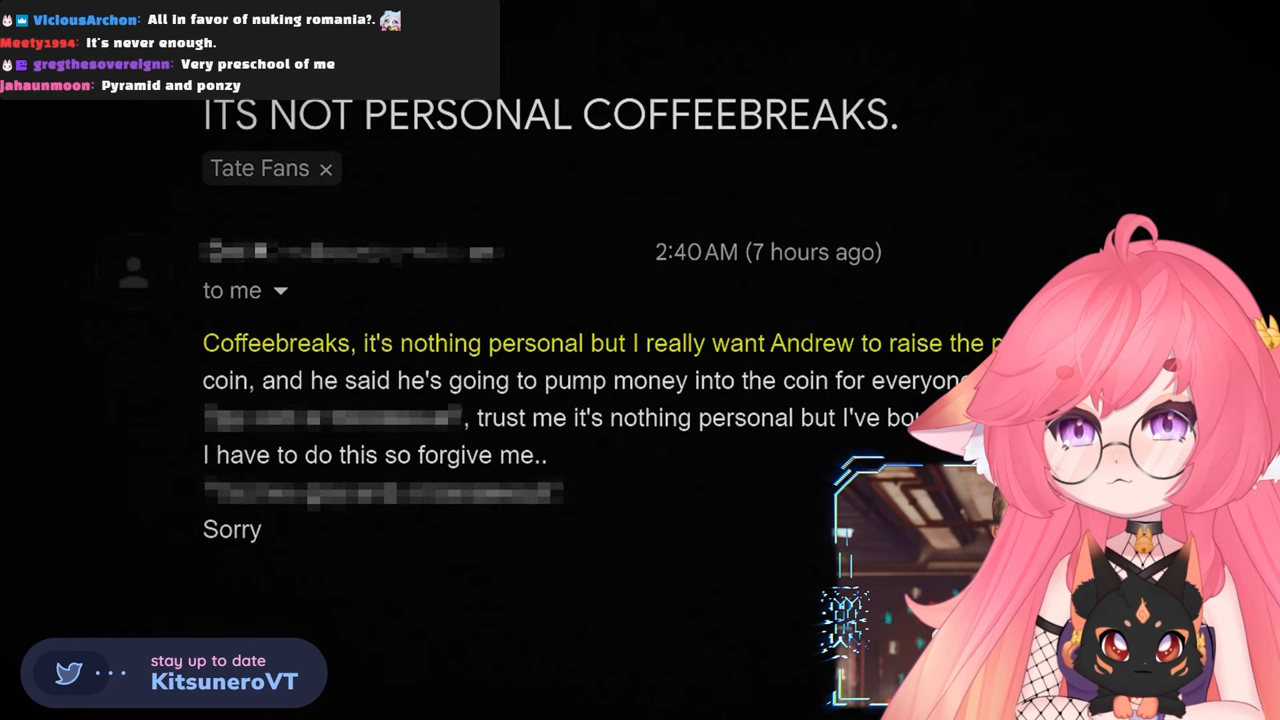 VICIousArchon: All in favor of nuking romania?.
Meety1994: It's never enough.
gregthesovereignn: Very preschool of me
Jahaunmoon: Pyramid and ponzy
ITS NOT PERSONAL COFFEEBREAKS.
Tate Fans ×
2:40 AM (7 hours ago)
to me
Coffeebreaks, it's nothing personal but I really want Andrew to raise the
coin, and he said he's going to pump money into the coin for everyone
, trust me it's nothing personal but I've
I have to do this so forgive me..
Sorry
stay up to date
KitsuneroVT